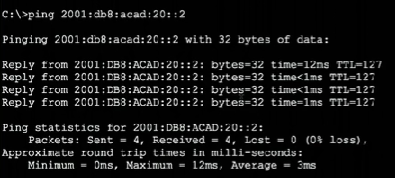 C:\>ping 2001:db8:acad:20::2
Pinging 2001:db8:acad:20::2 with 32 bytes of data:
Reply from 2001:DB8:ACAD:20::2: bytes=32 time=12ms TTL=127
Reply from 2001:DB8:ACAD:20::2: bytes=32 time<1ms TTL=127
Reply from 2001:DB8:ACAD:20::2: bytes=32 time<1ms TTL=127
Reply from 2001:DB8:ACAD:20::2: bytes=32 time=1ms TTL=127
Ping statistics for 2001:DB8:ACAD:20::2:
Packets: Sent = 4, Received = 4, Lost = 0 (0% loss),
Approximate round trip times in milli-seconds:
Minimum = 0ms, Maximum = 12ms, Average = 3ms